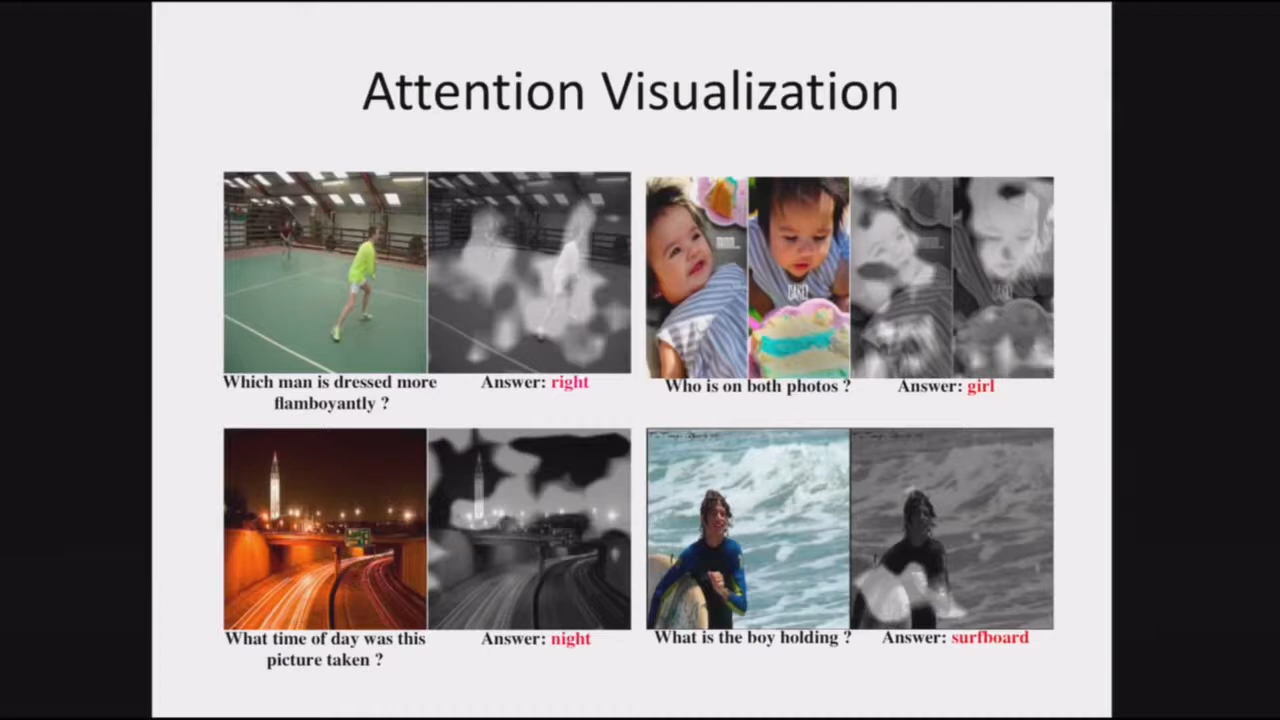 Attention Visualization
Which man is dressed more
flamboyantly ?
Answer: right
CAKE!
Who is on both photos ?
Answer: girl
What time of day was this
picture taken ?
Answer: night
What is the boy holding ?
Answer: surfboard